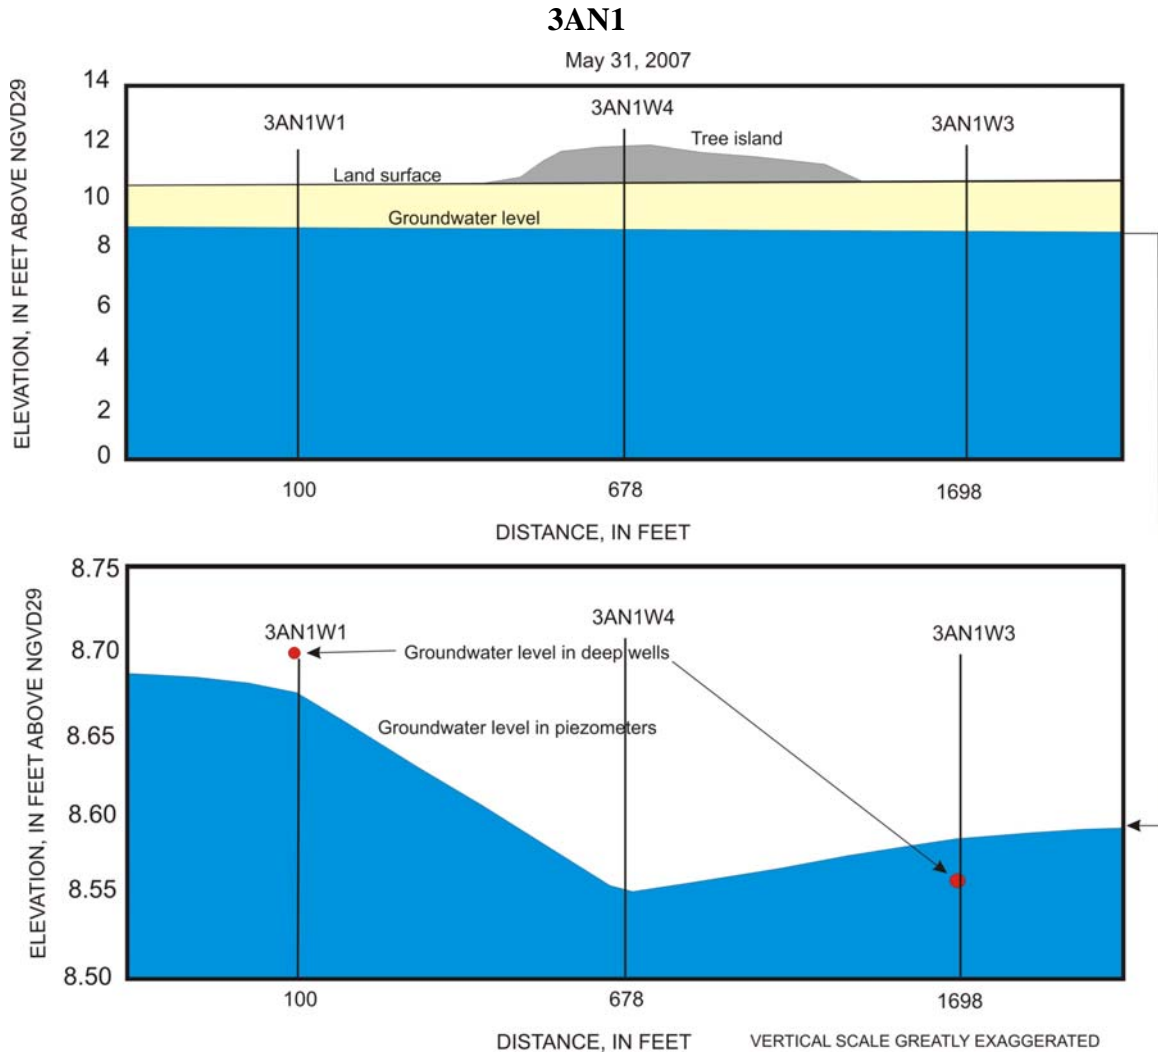 3AN1
May 31, 2007
ELEVATION, IN FEET ABOVE NGVD29
14
12
10
8
6
4
2
0
3AN1W1
3AN1W4
3AN1W3
Tree island
Land surface
Groundwater level
100
678
1698
DISTANCE, IN FEET
ELEVATION, IN FEET ABOVE NGVD29
8.75
8.70
8.65
8.60
8.55
8.50
3AN1W1
3AN1W4
3AN1W3
Groundwater level in deep wells
Groundwater level in piezometers
100
678
1698
DISTANCE, IN FEET
VERTICAL SCALE GREATLY EXAGGERATED